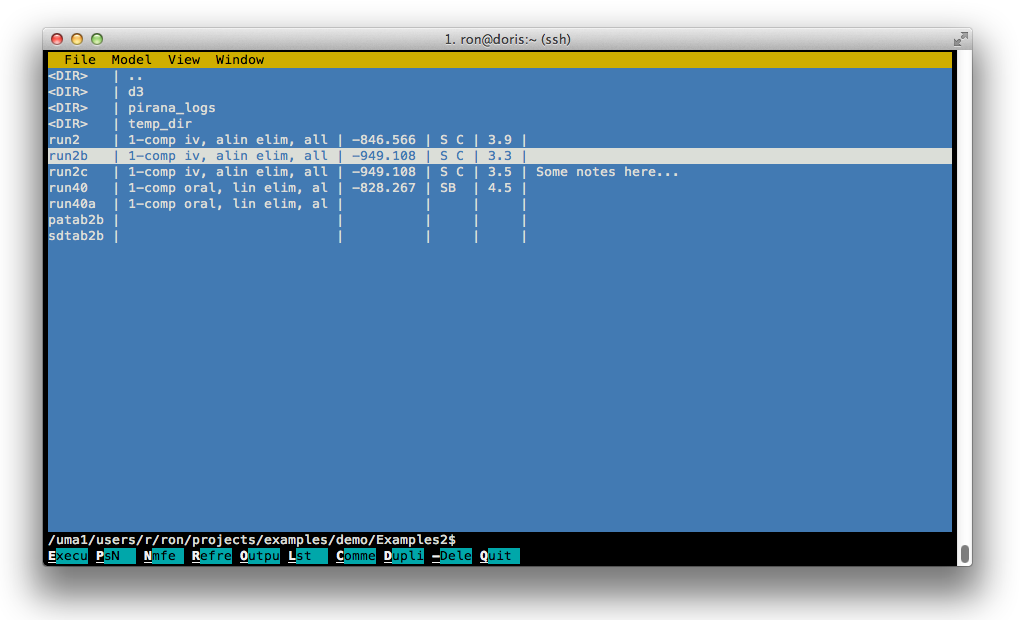 1. ron@doris:~ (ssh)
File Model View Window
<DIR> | ..
<DIR> | d3
<DIR> | pirana_logs
<DIR> | temp_dir
run2 | 1-comp iv, alin elim, all | -846.566 | S C | 3.9 |
run2b | 1-comp iv, alin elim, all | -949.108 | S C | 3.3 |
run2c | 1-comp iv, alin elim, all | -949.108 | S C | 3.5 | Some notes here...
run40 | 1-comp oral, lin elim, al | -828.267 | SB | 4.5 |
run40a | 1-comp oral, lin elim, al | | | |
patab2b | | | | |
sdtab2b | | | | |
/uma1/users/r/ron/projects/examples/demo/Examples2$
Execu PsN Nmfe Refre Outpu Lst Comme Dupli -Dele Quit